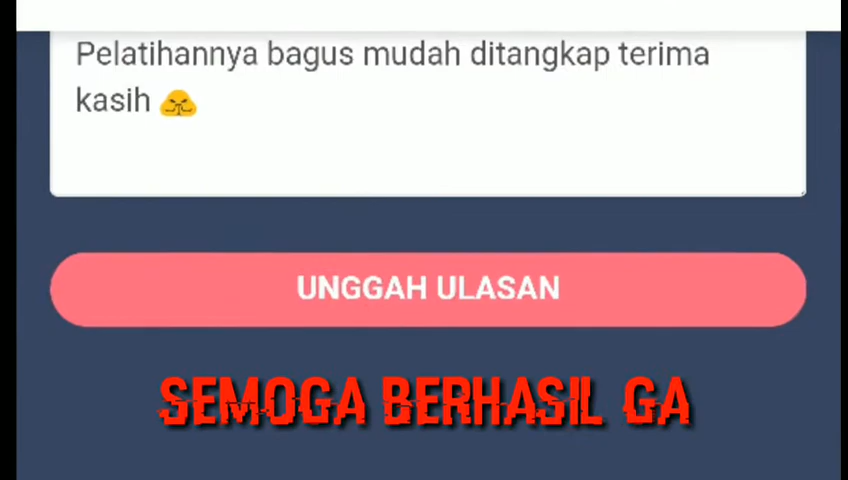 Pelatihannya bagus mudah ditangkap terima
kasih
UNGGAH ULASAN
SEMOGA BERHASIL GA